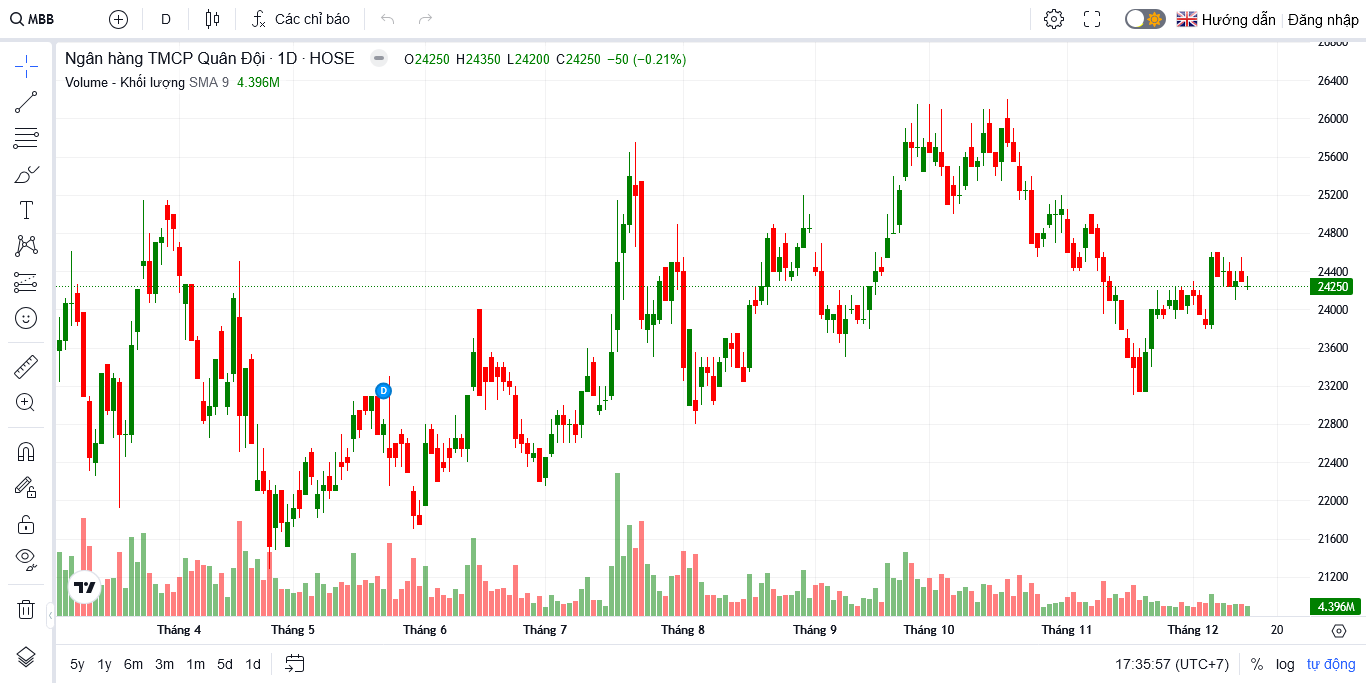 MBB D Các chỉ báo Hướng dẫn Đăng nhập
Ngân hàng TMCP Quân Đội · 1D · HOSE O24250 H24350 L24200 C24250 −50 (−0.21%)
Volume - Khối lượng SMA 9 4.396M
26800
26400
26000
25600
25200
24800
24400
24250
24000
23600
23200
22800
22400
22000
21600
21200
4.396M
D
Tháng 4 Tháng 5 Tháng 6 Tháng 7 Tháng 8 Tháng 9 Tháng 10 Tháng 11 Tháng 12 20
5y 1y 6m 3m 1m 5d 1d 17:35:57 (UTC+7) % log tự động